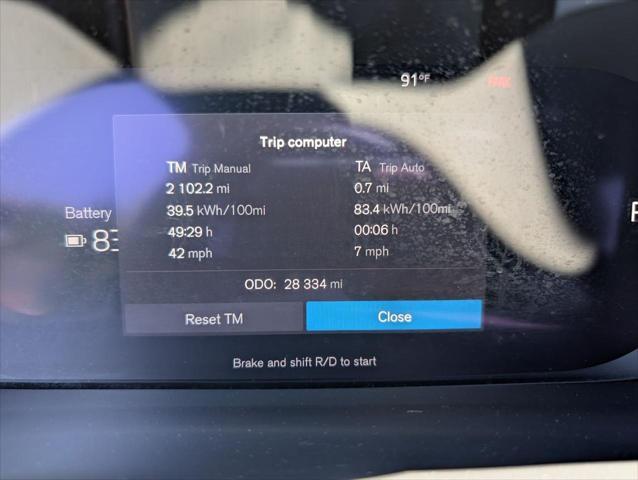 91°F
Trip computer
TM Trip Manual
2 102.2 mi
39.5 kWh/100mi
49:29 h
42 mph
TA Trip Auto
0.7 mi
83.4 kWh/100mi
00:06 h
7 mph
Battery
ODO: 28 334 mi
Reset TM
Close
Brake and shift R/D to start